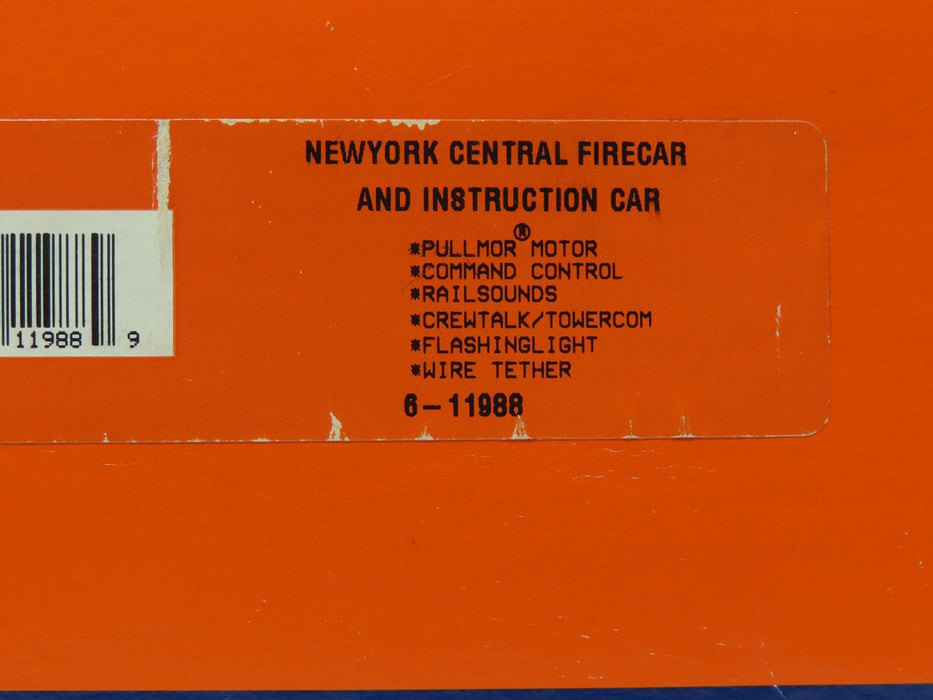 NEWYORK CENTRAL FIRECAR
AND INSTRUCTION CAR
*PULLMOR® MOTOR
*COMMAND CONTROL
*RAILSOUNDS
*CREWTALK/TOWERCOM
*FLASHINGLIGHT
*WIRE TETHER
6-11988
11988 9